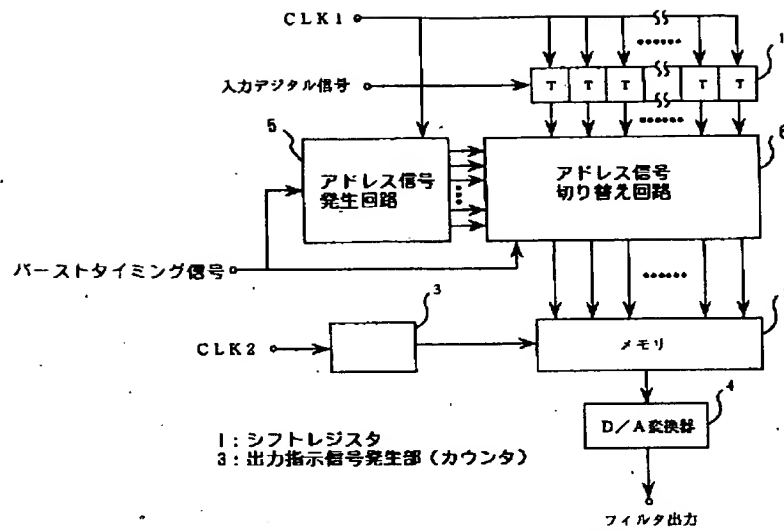 CLK1
1
入力デジタル信号
T T T T T
5
6
アドレス信号
発生回路
アドレス信号
切り替え回路
バーストタイミング信号
3
CLK2
メモリ
4
D/A変換器
1:シフトレジスタ
3:出力指示信号発生部(カウンタ)
フィルタ出力